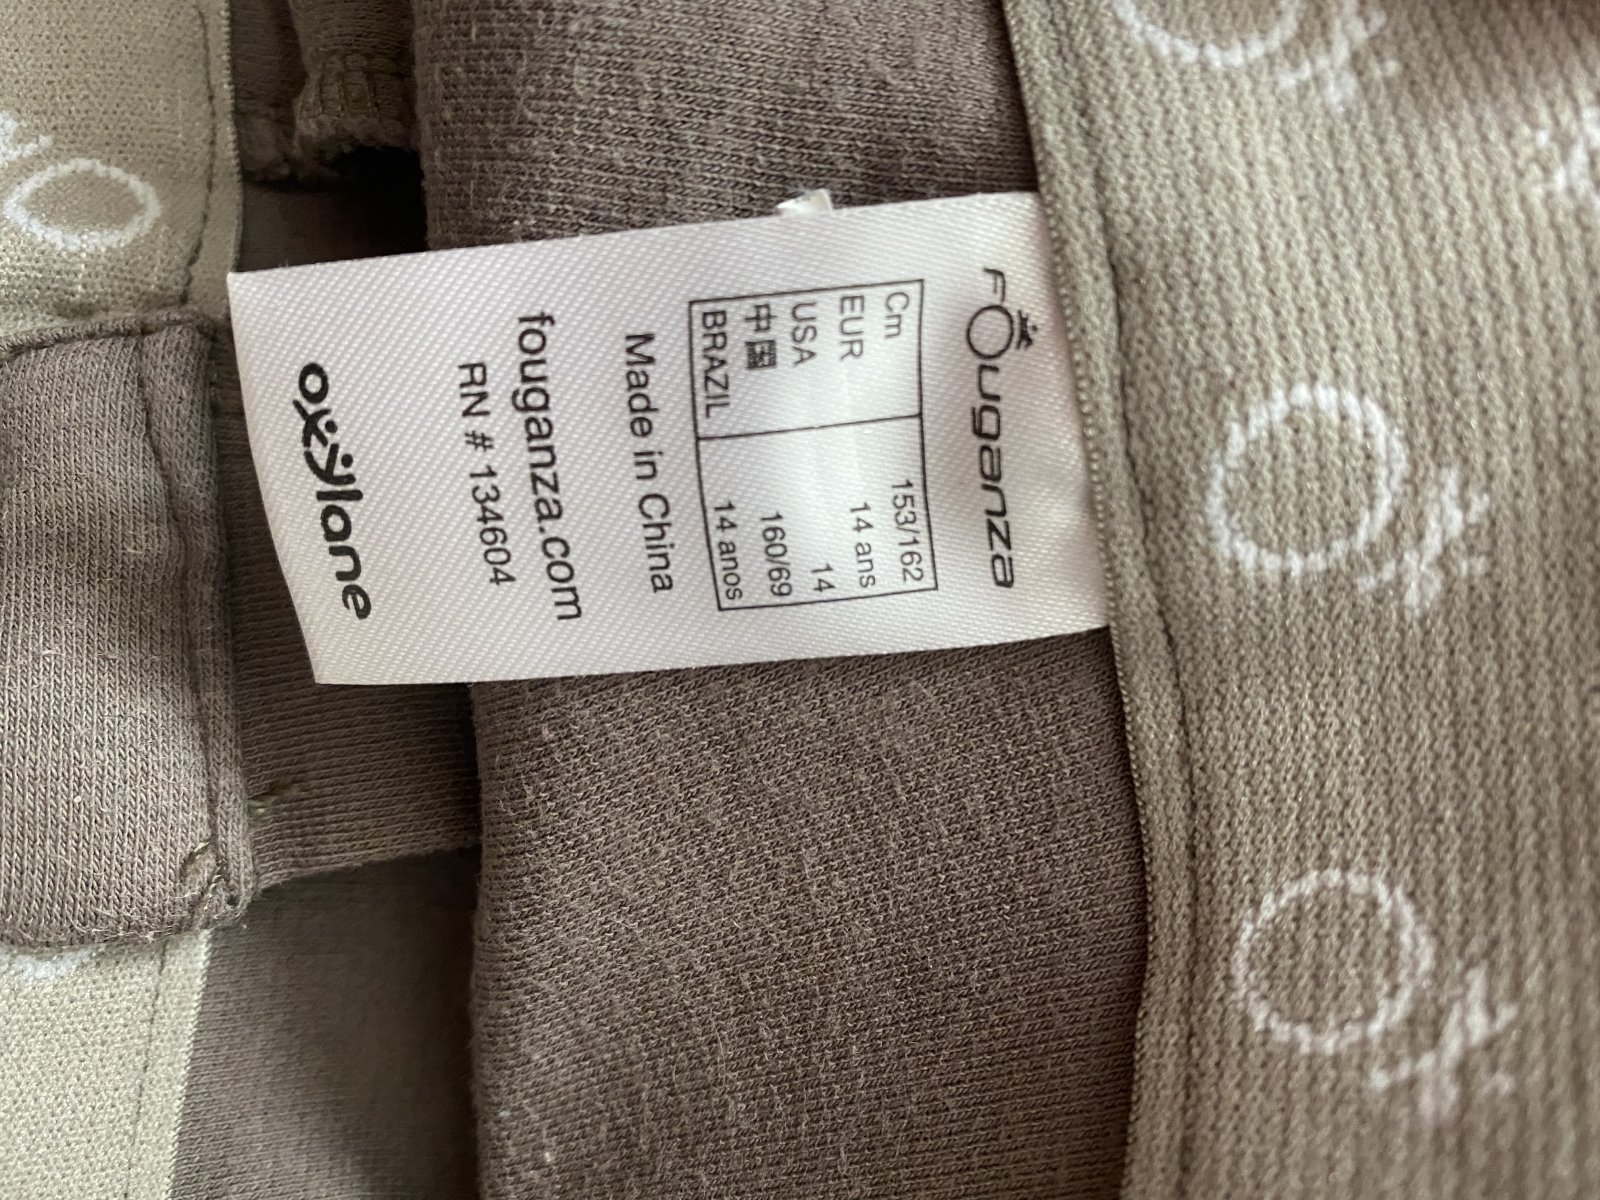 FOuganza
Cm 153/162
EUR 14 ans
USA 14
中国 160/69
BRAZIL 14 anos
Made in China
fouganza.com
RN # 134604
oxylane